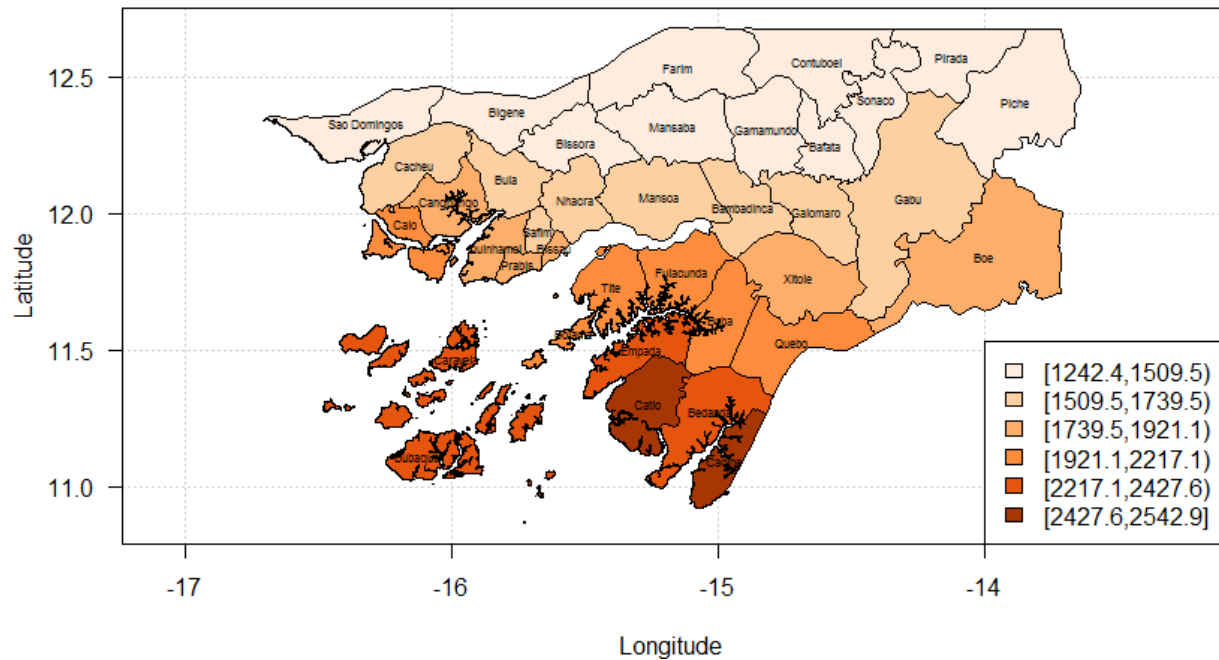 Latitude
12.5
12.0
11.5
11.0
Pirada
Contuboel
Farim
Piche
Sonaco
Bigene
Sao Domingos
Mansaba
Gamamundo
Bissora
Bafata
Cacheu
Bula
Nhacra
Mansoa
Bambadinca
Galomaro
Gabu
Calo
Safim
Bissau
Prabis
Boe
Fulacunda
Xitole
Tite
Quebo
Empada
Caravela
Catio
Bedanda
Bubaque
[1242.4,1509.5)
[1509.5,1739.5)
[1739.5,1921.1)
[1921.1,2217.1)
[2217.1,2427.6)
[2427.6,2542.9]
-17
-16
-15
-14
Longitude